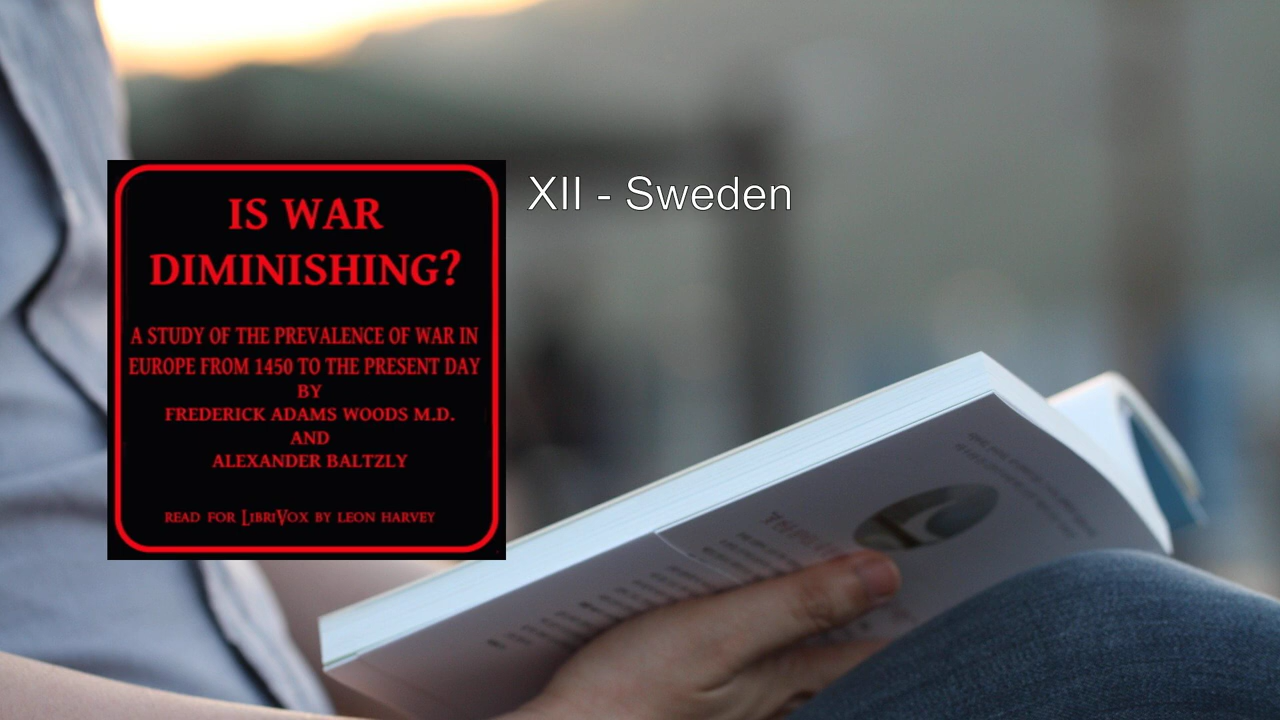 IS WAR
DIMINISHING?
A STUDY OF THE PREVALENCE OF WAR IN
EUROPE FROM 1450 TO THE PRESENT DAY
BY
FREDERICK ADAMS WOODS M.D.
AND
ALEXANDER BALTZLY
READ FOR LIBRIVOX BY LEON HARVEY
XII - Sweden